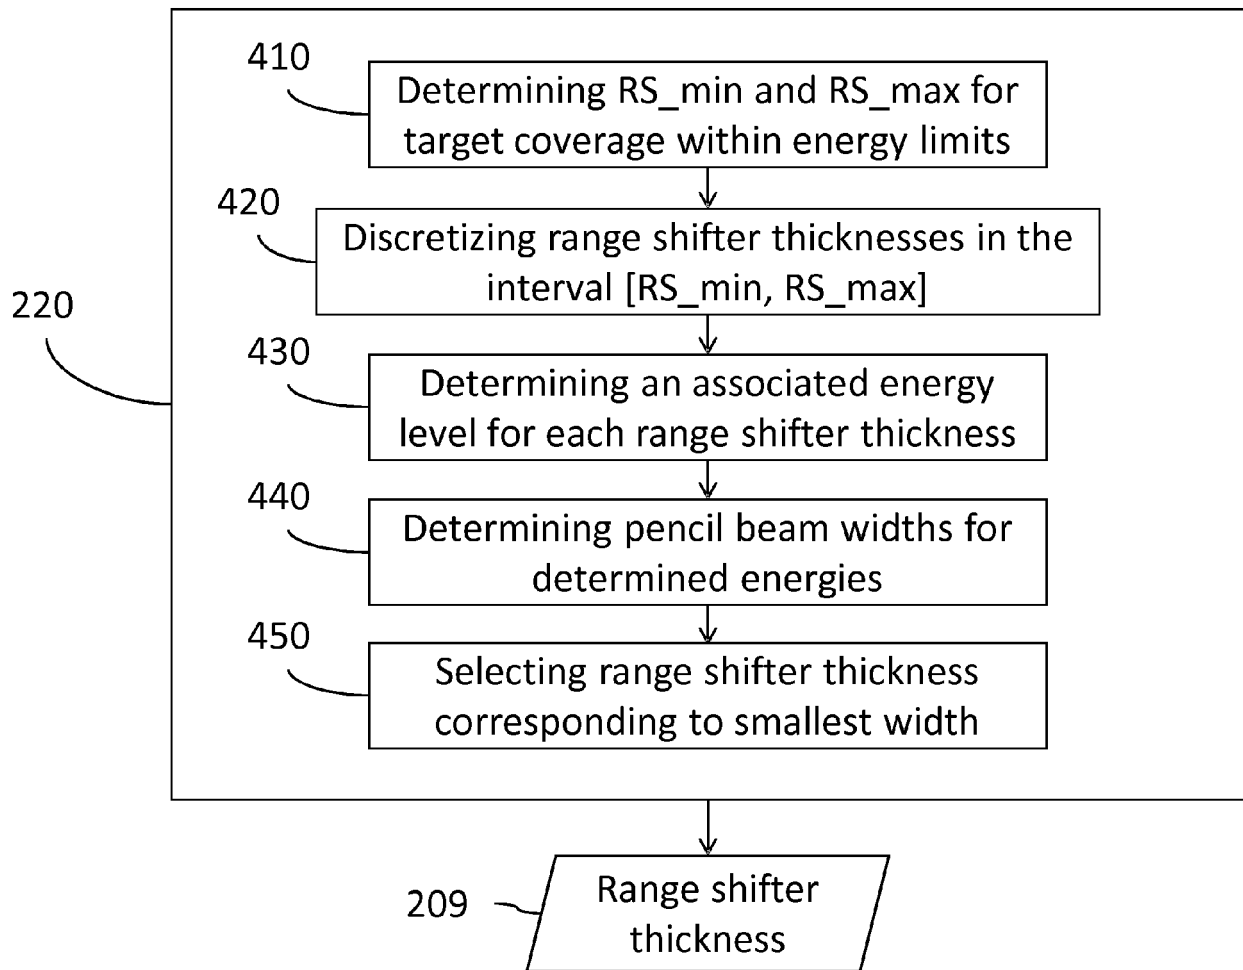 410
Determining RS_min and RS_max for
target coverage within energy limits
420
Discretizing range shifter thicknesses in the
interval [RS_min, RS_max]
220
430
Determining an associated energy
level for each range shifter thickness
440
Determining pencil beam widths for
determined energies
450
Selecting range shifter thickness
corresponding to smallest width
209
Range shifter
thickness